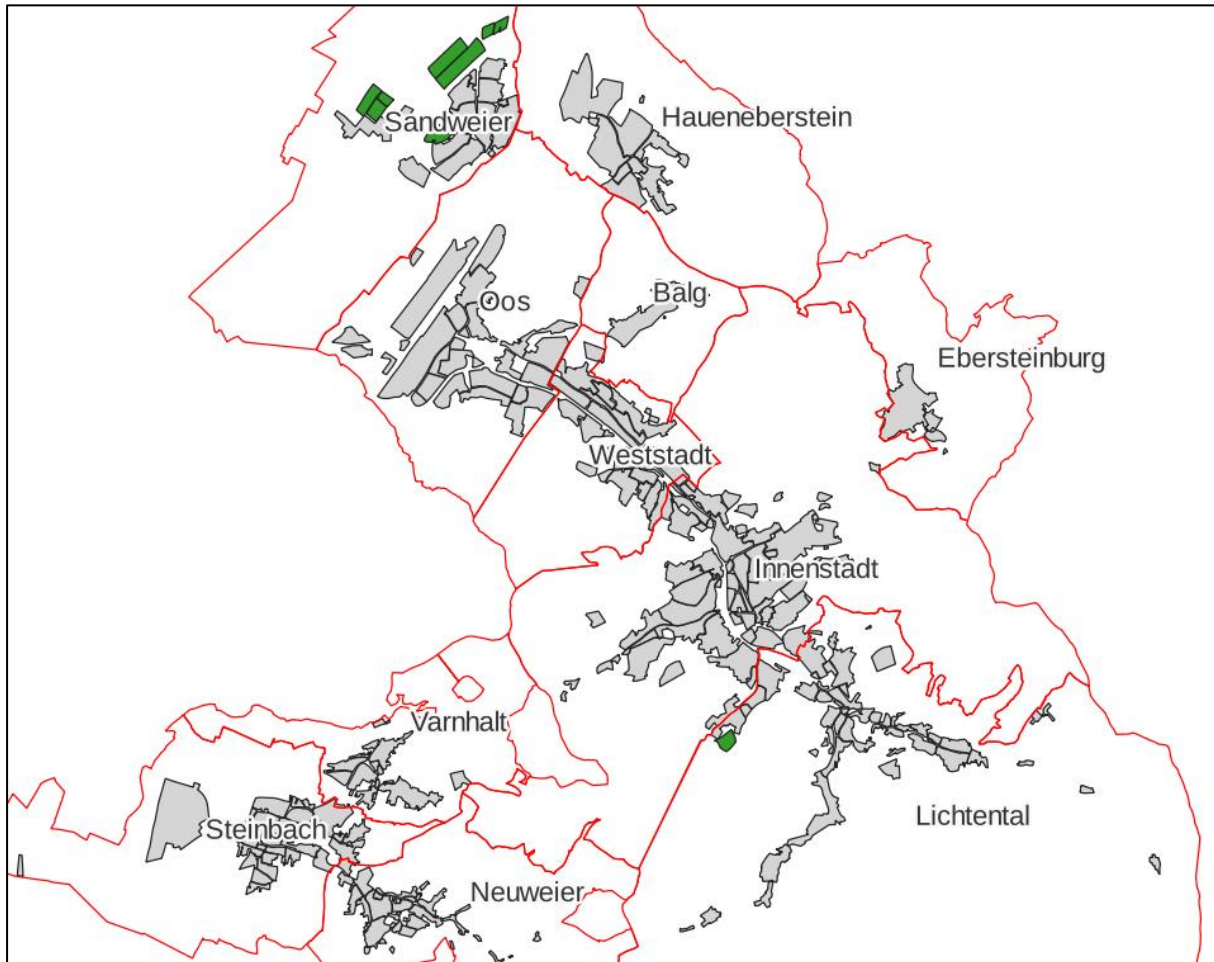 Haueneberstein
Sandweier
Balg
Oos
Ebersteinburg
Weststadt
Innenstadt
Varnhalt
Lichtental
Steinbach
Neuweier